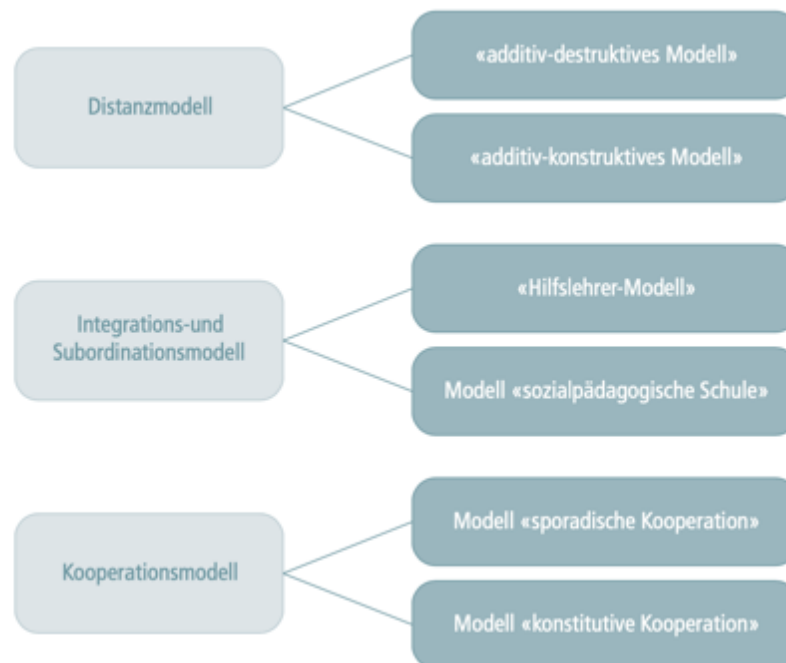 Distanzmodell
«additiv-destruktives Modell»
«additiv-konstruktives Modell»
Integrations-und
Subordinationsmodell
«Hilfslehrer-Modell»
Modell «sozialpädagogische Schule»
Kooperationsmodell
Modell «sporadische Kooperation»
Modell «konstitutive Kooperation»